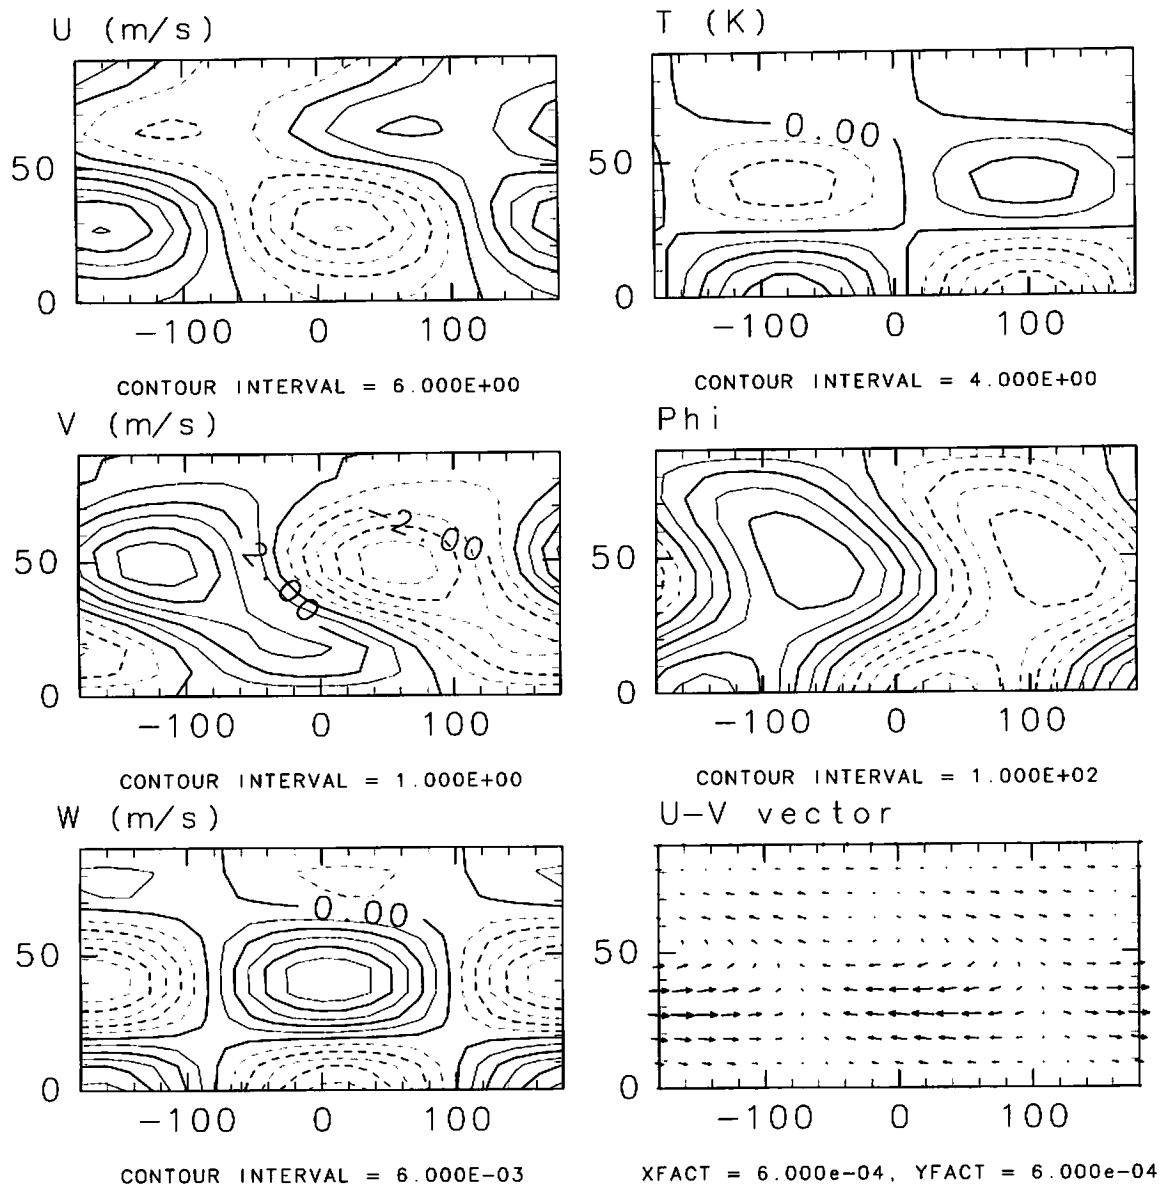 U (m/s)
50
0
-100 0 100
CONTOUR INTERVAL = 6.000E+00
T (K)
0.00
50
0
-100 0 100
CONTOUR INTERVAL = 4.000E+00
V (m/s)
-2.00
2.00
50
0
-100 0 100
CONTOUR INTERVAL = 1.000E+00
Phi
50
0
-100 0 100
CONTOUR INTERVAL = 1.000E+02
W (m/s)
0.00
50
0
-100 0 100
CONTOUR INTERVAL = 6.000E-03
U-V vector
50
0
-100 0 100
XFACT = 6.000e-04, YFACT = 6.000e-04